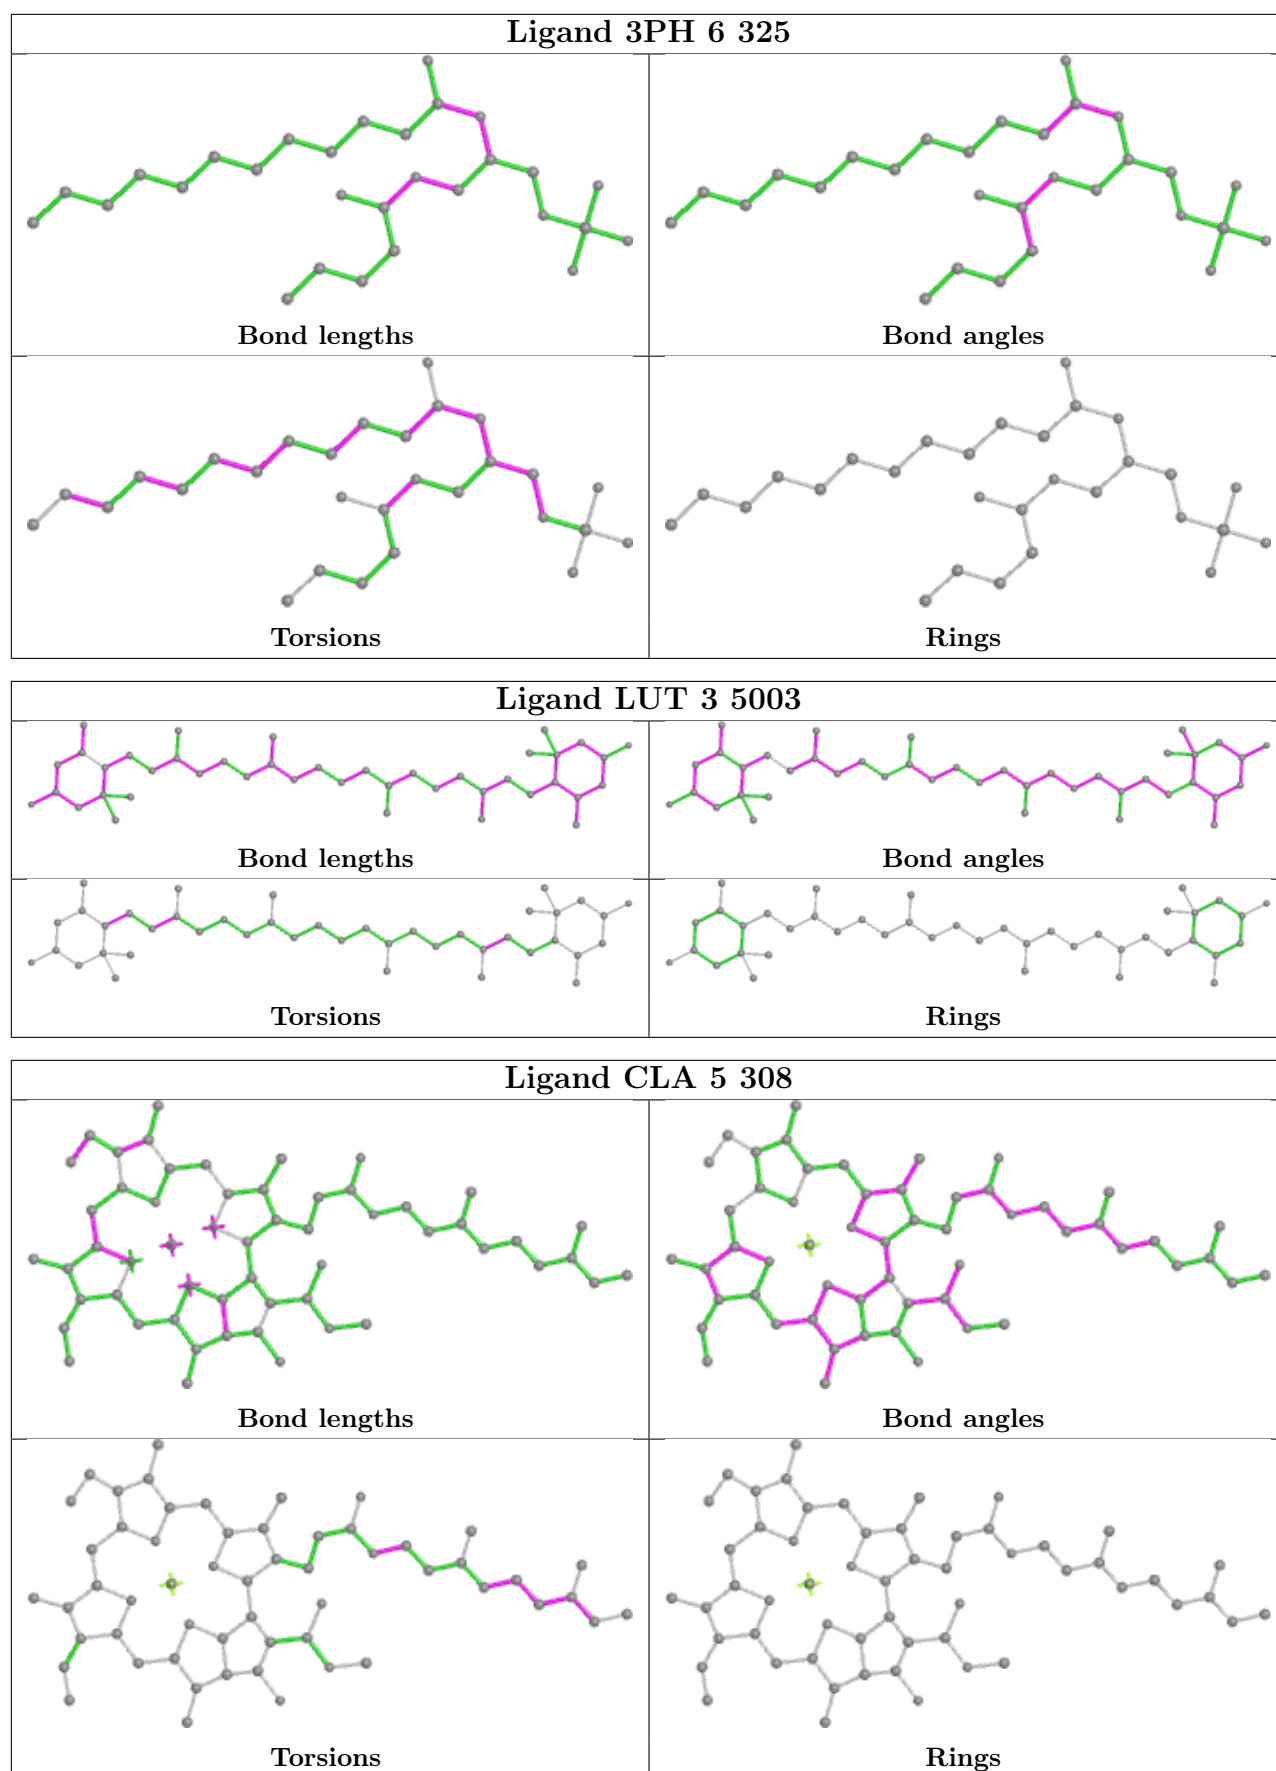 Ligand 3PH 6 325
Bond lengths
Bond angles
Torsions
Rings
Ligand LUT 3 5003
Bond lengths
Bond angles
Torsions
Rings
Ligand CLA 5 308
Bond lengths
Bond angles
Torsions
Rings